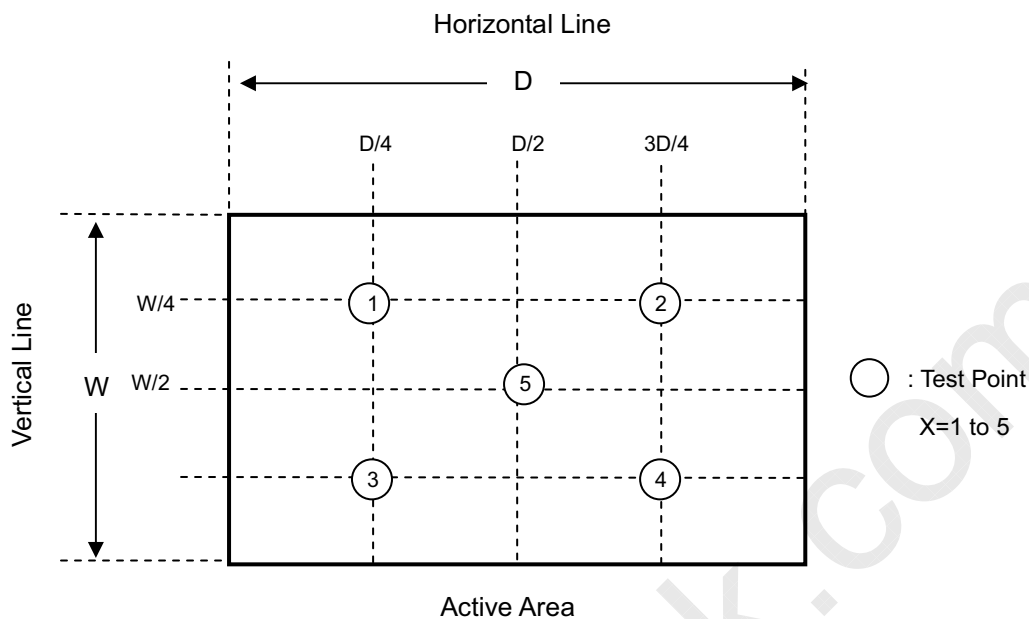 Horizontal Line
D
D/4
D/2
3D/4
W/4
1
2
Vertical Line
W
W/2
5
: Test Point
X=1 to 5
3
4
Active Area
k.com